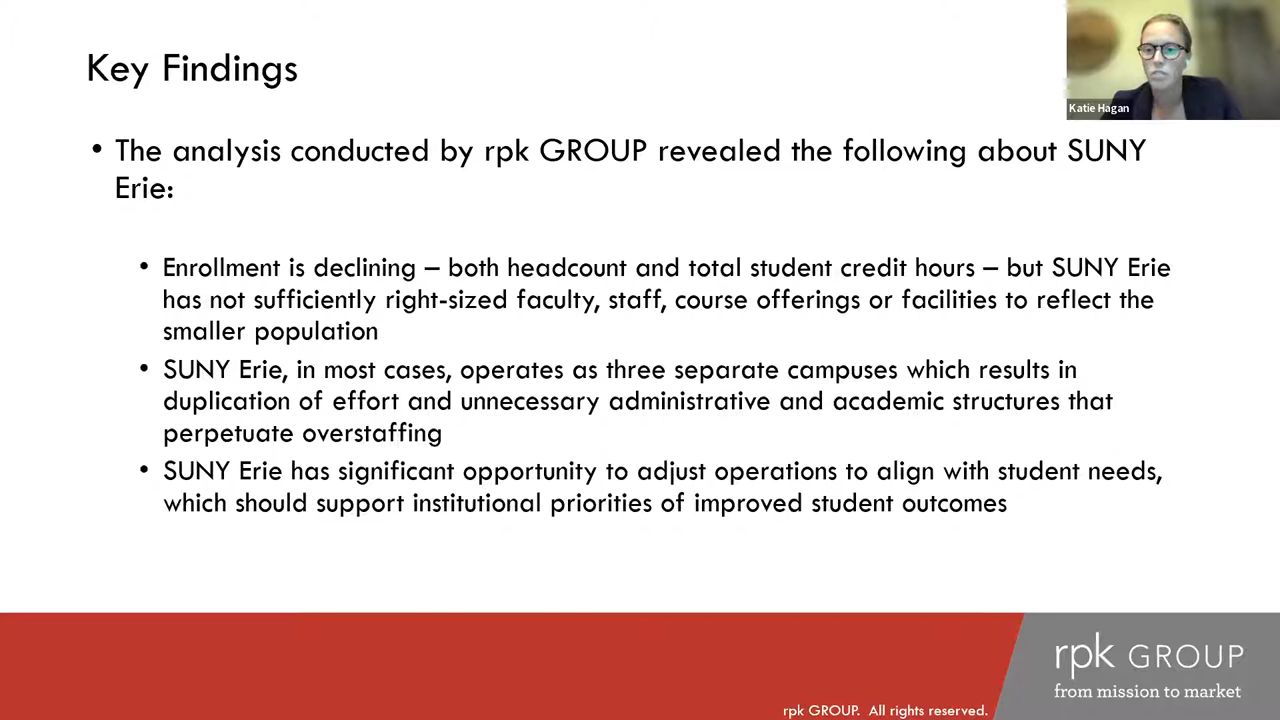 Key Findings
Katie Hagan
• The analysis conducted by rpk GROUP revealed the following about SUNY
Erie:
• Enrollment is declining – both headcount and total student credit hours – but SUNY Erie
has not sufficiently right-sized faculty, staff, course offerings or facilities to reflect the
smaller population
• SUNY Erie, in most cases, operates as three separate campuses which results in
duplication of effort and unnecessary administrative and academic structures that
perpetuate overstaffing
• SUNY Erie has significant opportunity to adjust operations to align with student needs,
which should support institutional priorities of improved student outcomes
rpk GROUP
from mission to market
rpk GROUP. All rights reserved.